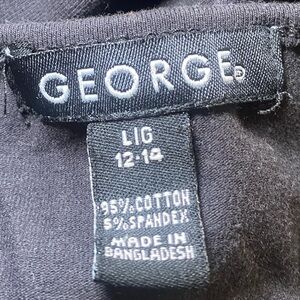 GEORGE®
L|G
12-14
95% COTTON
5% SPANDEX
MADE IN
BANGLADESH